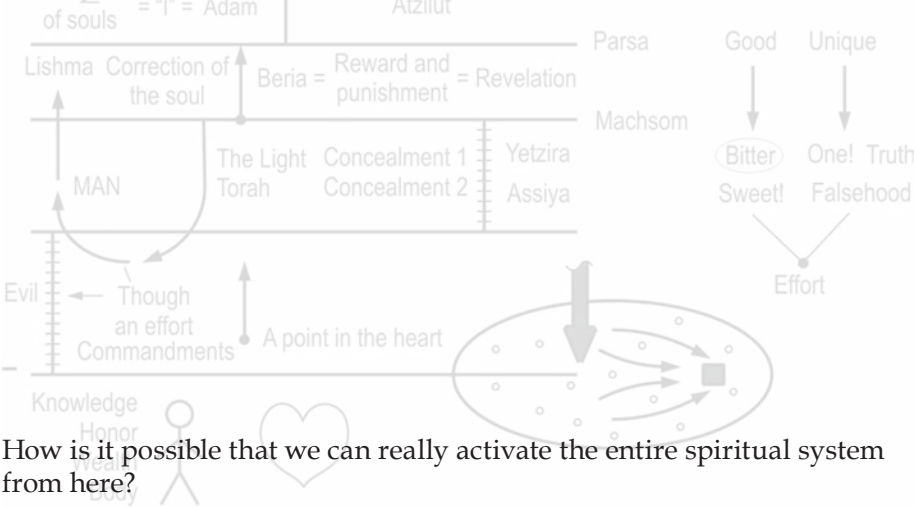 of souls = "I" = Adam Atzilut
Parsa Good Unique
Lishma Correction of the soul Beria = Reward and punishment = Revelation
Machsom
The Light Concealment 1 Yetzira Bitter One! Truth
MAN Torah Concealment 2 Assiya Sweet! Falsehood
Evil Though an effort Effort
Commandments A point in the heart
Knowledge
Honor
How is it possible that we can really activate the entire spiritual system
Wealth
from here?
Body